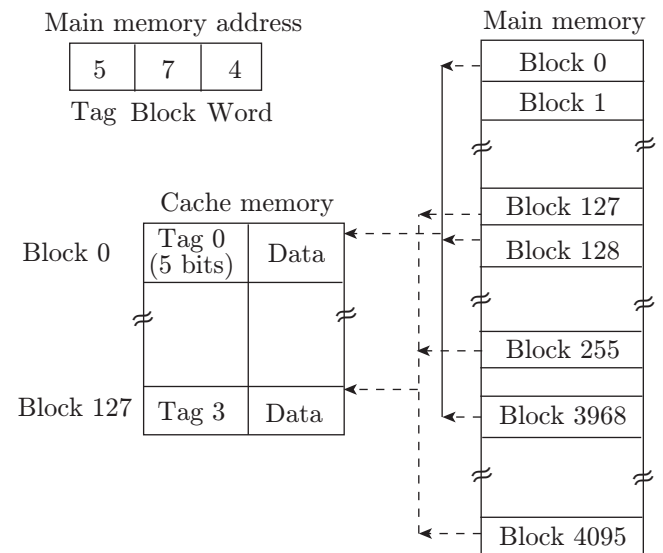 Main memory address
5 7 4
Tag Block Word
Main memory
Block 0
Block 1
Block 127
Block 128
Block 255
Block 3968
Block 4095
Cache memory
Block 0
Tag 0
(5 bits)
Data
Block 127
Tag 3
Data